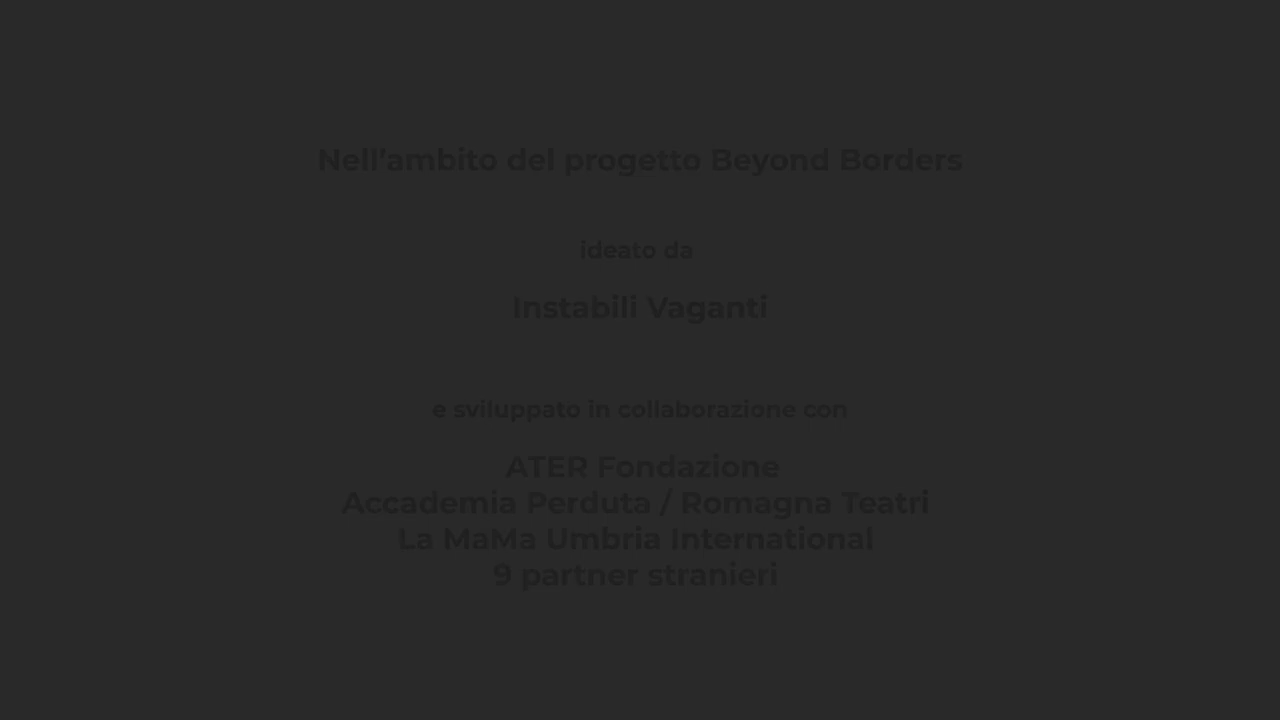 Nell'ambito del progetto Beyond Borders
ideato da
Instabili Vaganti
e sviluppato in collaborazione con
ATER Fondazione
Accademia Perduta / Romagna Teatri
La MaMa Umbria International
9 partner stranieri